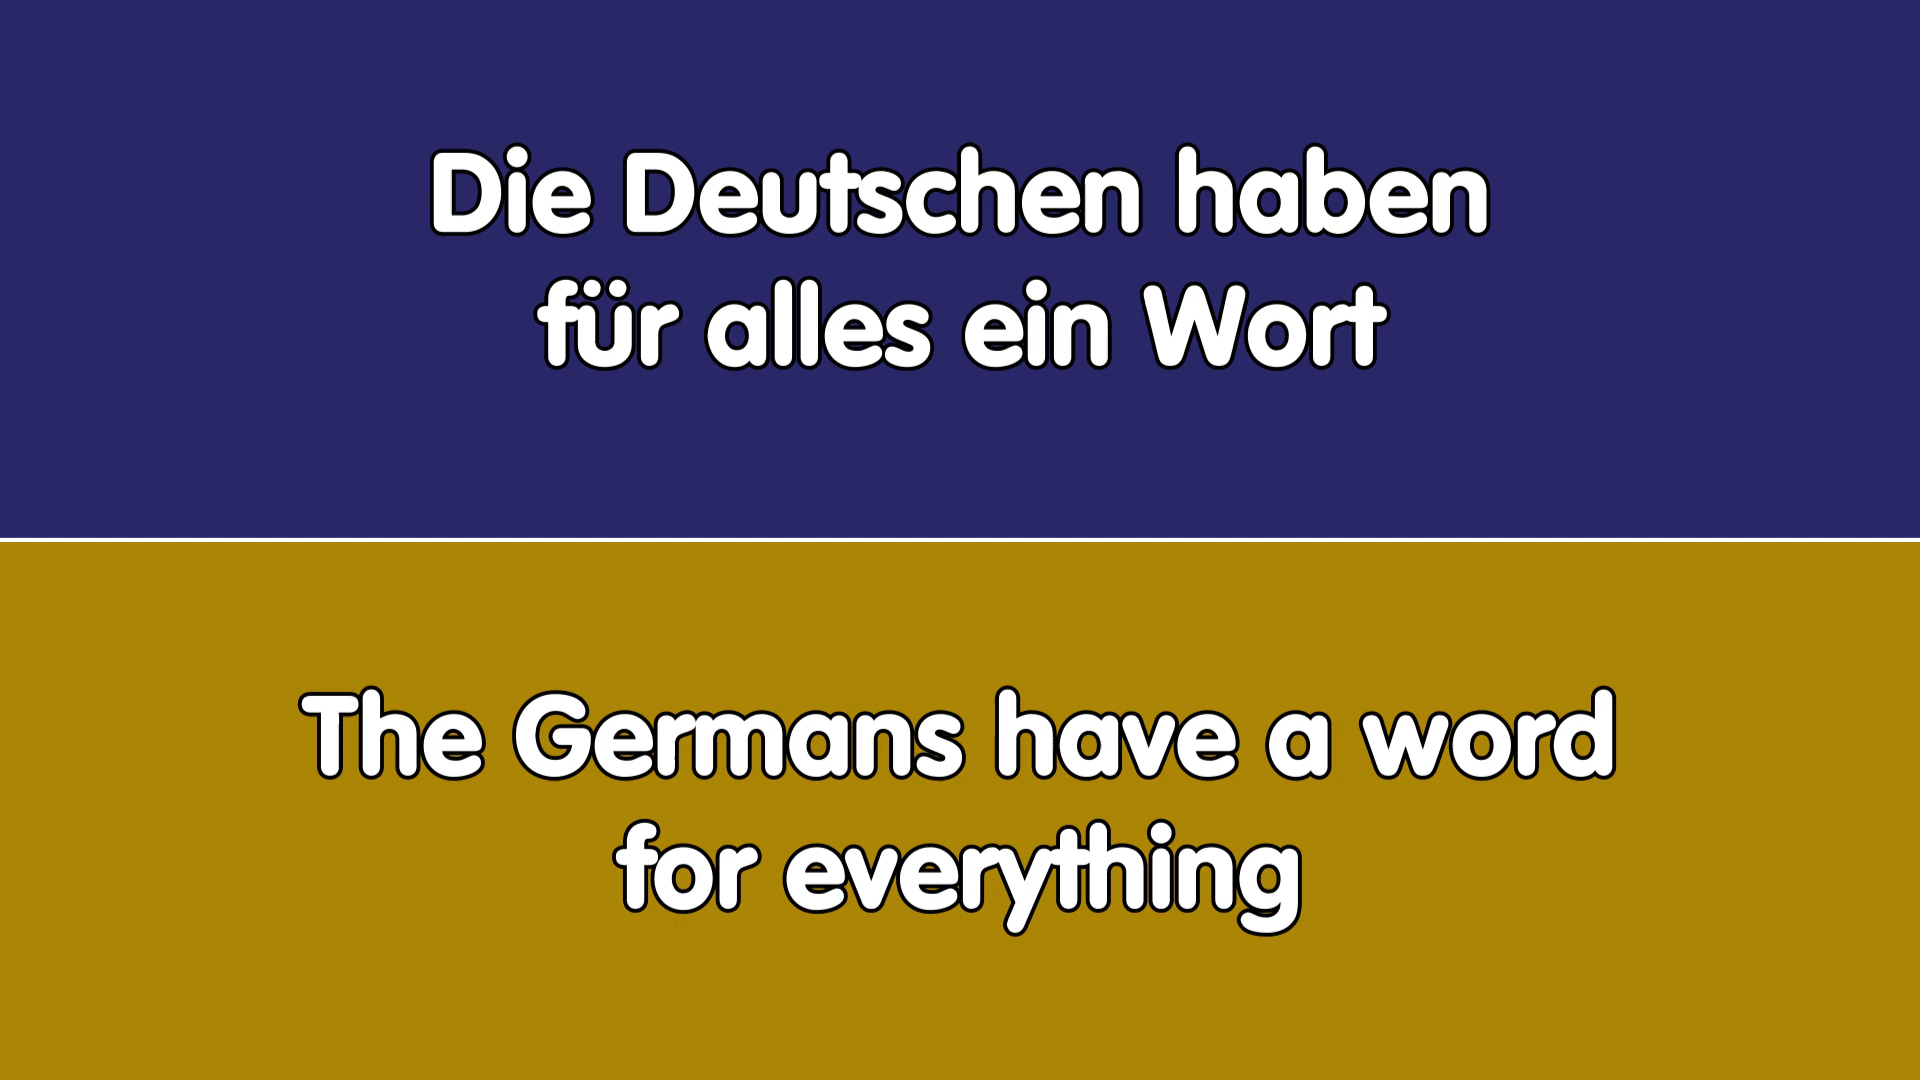 Die Deutschen haben
für alles ein Wort
The Germans have a word
for everything